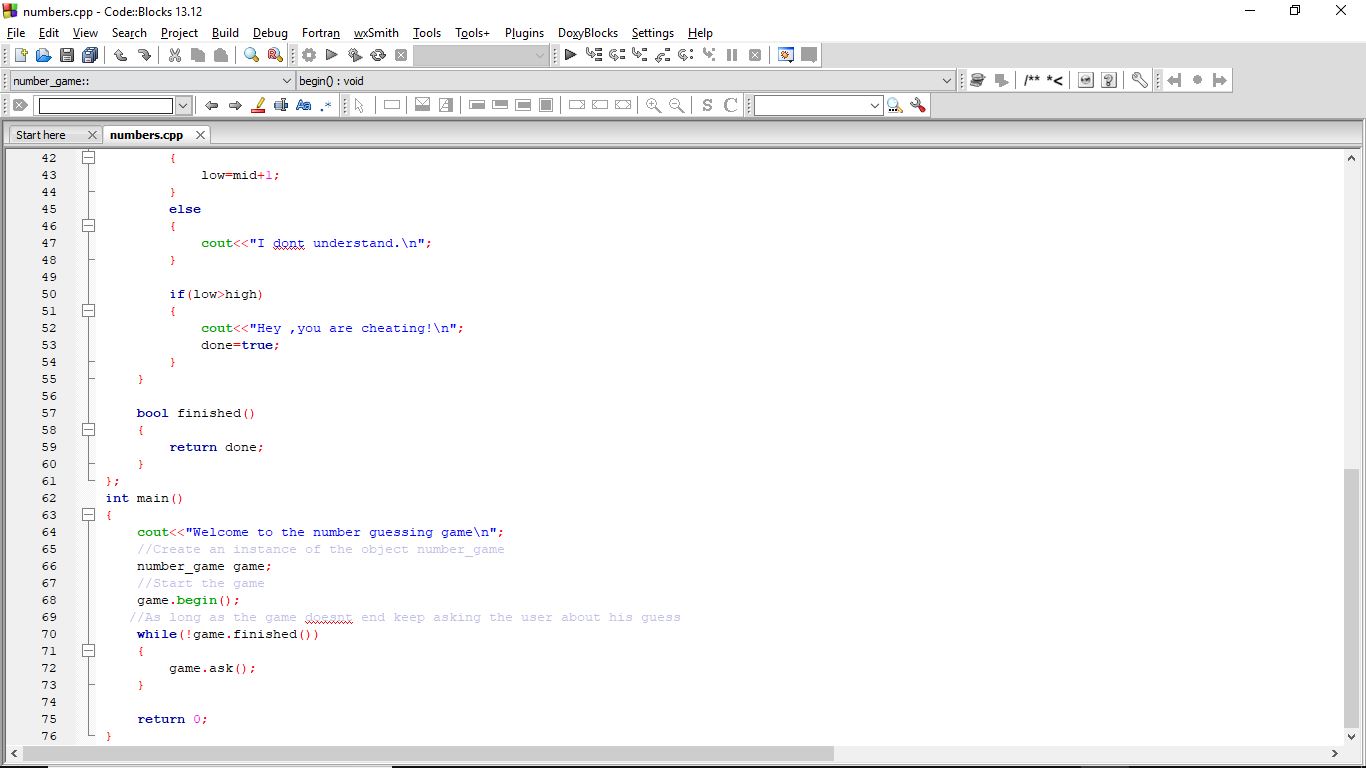 numbers.cpp - Code::Blocks 13.12
File Edit View Search Project Build Debug Fortran wxSmith Tools Tools+ Plugins DoxyBlocks Settings Help
number_game:: begin() : void
/** *<
Aa .* S C
Start here numbers.cpp
42 {
43 low=mid+1;
44 }
45 else
46 {
47 cout<<"I dont understand.\n";
48 }
49
50 if(low>high)
51 {
52 cout<<"Hey ,you are cheating!\n";
53 done=true;
54 }
55 }
56
57 bool finished()
58 {
59 return done;
60 }
61 };
62 int main()
63 {
64 cout<<"Welcome to the number guessing game\n";
65 //Create an instance of the object number_game
66 number_game game;
67 //Start the game
68 game.begin();
69 //As long as the game doesnt end keep asking the user about his guess
70 while(!game.finished())
71 {
72 game.ask();
73 }
74
75 return 0;
76 }